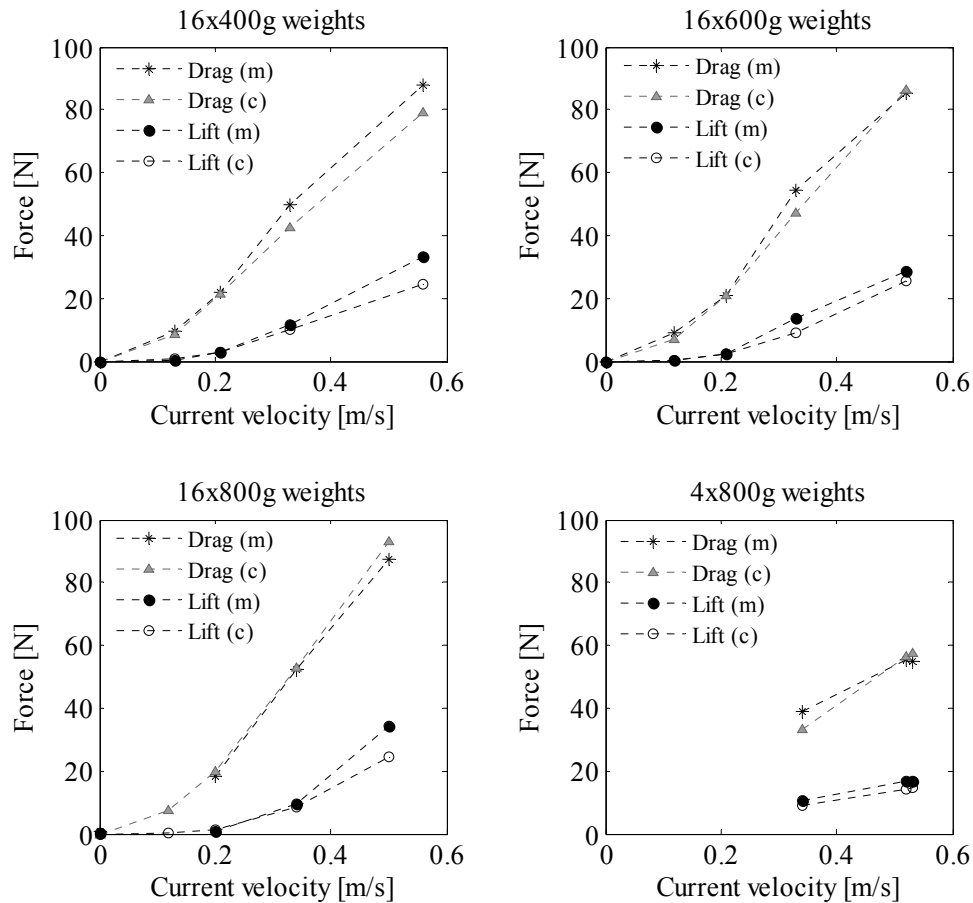 16x400g weights
100
80
60
40
20
0
Force [N]
Drag (m)
Drag (c)
Lift (m)
Lift (c)
0 0.2 0.4 0.6
Current velocity [m/s]
16x600g weights
100
80
60
40
20
0
Force [N]
Drag (m)
Drag (c)
Lift (m)
Lift (c)
0 0.2 0.4 0.6
Current velocity [m/s]
16x800g weights
100
80
60
40
20
0
Force [N]
Drag (m)
Drag (c)
Lift (m)
Lift (c)
0 0.2 0.4 0.6
Current velocity [m/s]
4x800g weights
100
80
60
40
20
0
Force [N]
Drag (m)
Drag (c)
Lift (m)
Lift (c)
0 0.2 0.4 0.6
Current velocity [m/s]